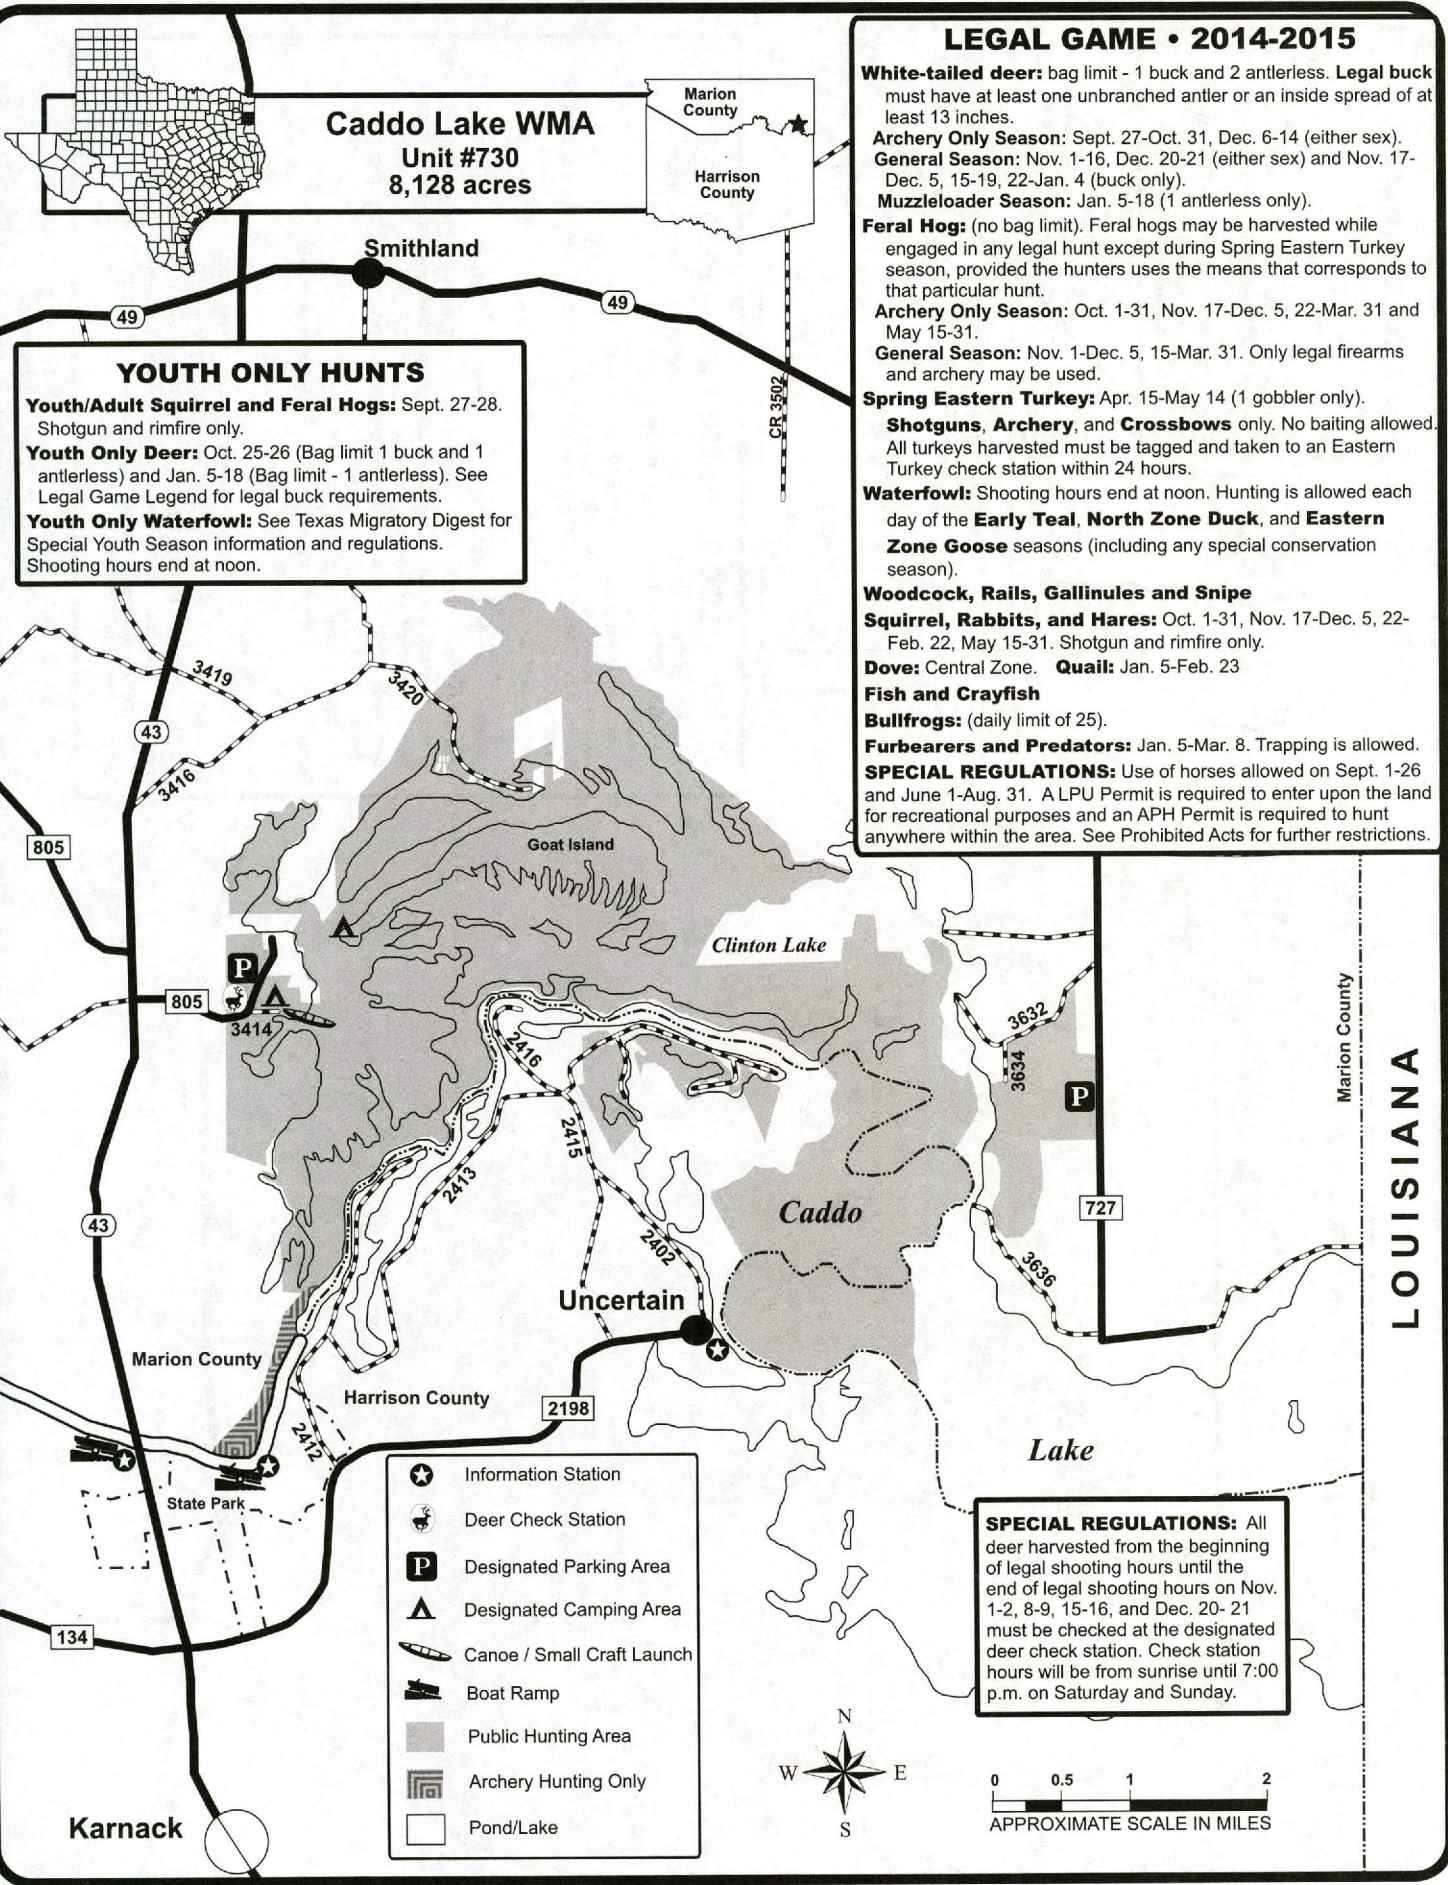 Caddo Lake WMA
Unit #730
8,128 acres
Marion
County
Harrison
County
LEGAL GAME • 2014-2015
White-tailed deer: bag limit - 1 buck and 2 antlerless. Legal buck
must have at least one unbranched antler or an inside spread of at
least 13 inches.
Archery Only Season: Sept. 27-Oct. 31, Dec. 6-14 (either sex).
General Season: Nov. 1-16, Dec. 20-21 (either sex) and Nov. 17-
Dec. 5, 15-19, 22-Jan. 4 (buck only).
Muzzleloader Season: Jan. 5-18 (1 antlerless only).
Feral Hog: (no bag limit). Feral hogs may be harvested while
engaged in any legal hunt except during Spring Eastern Turkey
season, provided the hunters uses the means that corresponds to
that particular hunt.
Archery Only Season: Oct. 1-31, Nov. 17-Dec. 5, 22-Mar. 31 and
May 15-31.
General Season: Nov. 1-Dec. 5, 15-Mar. 31. Only legal firearms
and archery may be used.
Spring Eastern Turkey: Apr. 15-May 14 (1 gobbler only).
Shotguns, Archery, and Crossbows only. No baiting allowed.
All turkeys harvested must be tagged and taken to an Eastern
Turkey check station within 24 hours.
Waterfowl: Shooting hours end at noon. Hunting is allowed each
day of the Early Teal, North Zone Duck, and Eastern
Zone Goose seasons (including any special conservation
season).
Woodcock, Rails, Gallinules and Snipe
Squirrel, Rabbits, and Hares: Oct. 1-31, Nov. 17-Dec. 5, 22-
Feb. 22, May 15-31. Shotgun and rimfire only.
Dove: Central Zone. Quail: Jan. 5-Feb. 23
Fish and Crayfish
Bullfrogs: (daily limit of 25).
Furbearers and Predators: Jan. 5-Mar. 8. Trapping is allowed.
SPECIAL REGULATIONS: Use of horses allowed on Sept. 1-26
and June 1-Aug. 31. A LPU Permit is required to enter upon the land
for recreational purposes and an APH Permit is required to hunt
anywhere within the area. See Prohibited Acts for further restrictions.
Smithland
49
49
CR 3502
YOUTH ONLY HUNTS
Youth/Adult Squirrel and Feral Hogs: Sept. 27-28.
Shotgun and rimfire only.
Youth Only Deer: Oct. 25-26 (Bag limit 1 buck and 1
antlerless) and Jan. 5-18 (Bag limit - 1 antlerless). See
Legal Game Legend for legal buck requirements.
Youth Only Waterfowl: See Texas Migratory Digest for
Special Youth Season information and regulations.
Shooting hours end at noon.
3419
3420
43
3416
805
Goat Island
Clinton Lake
P
805
3414
2416
3632
3634
P
Marion County
LOUISIANA
2415
2413
Caddo
727
43
2402
3636
Uncertain
Marion County
Harrison County
2198
2412
Lake
State Park
134
Karnack
Information Station
Deer Check Station
P
Designated Parking Area
Designated Camping Area
Canoe / Small Craft Launch
Boat Ramp
Public Hunting Area
Archery Hunting Only
Pond/Lake
SPECIAL REGULATIONS: All
deer harvested from the beginning
of legal shooting hours until the
end of legal shooting hours on Nov.
1-2, 8-9, 15-16, and Dec. 20- 21
must be checked at the designated
deer check station. Check station
hours will be from sunrise until 7:00
p.m. on Saturday and Sunday.
N
W E
S
0 0.5 1 2
APPROXIMATE SCALE IN MILES